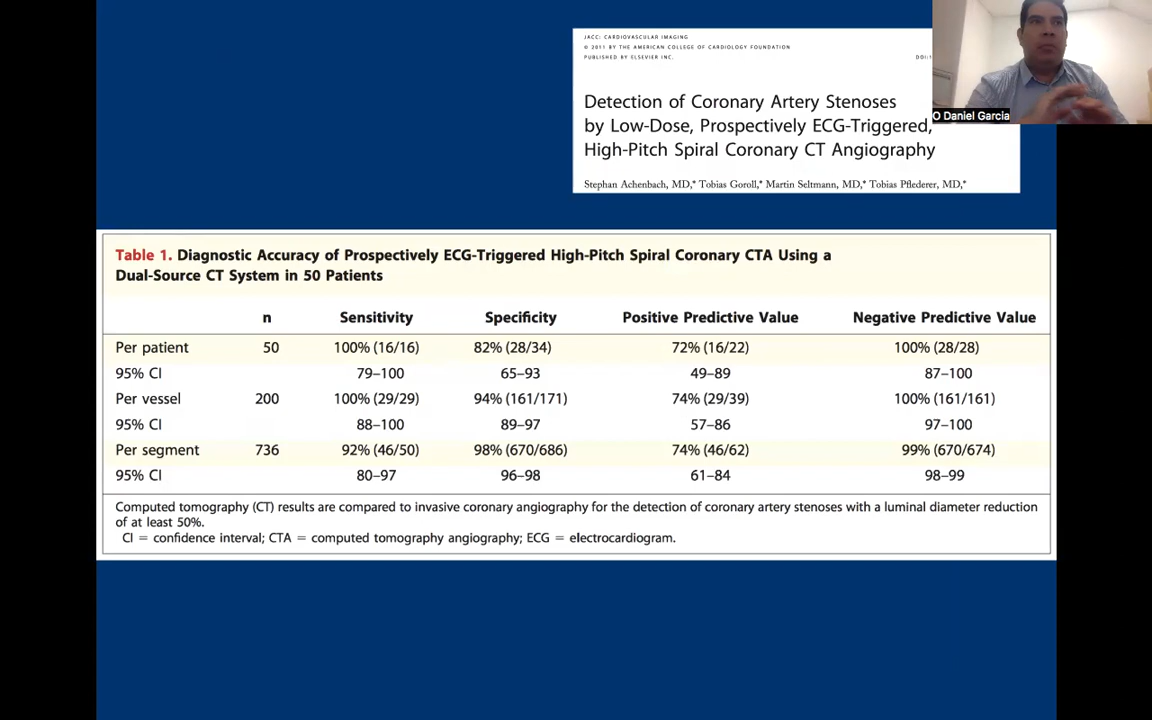 JACC: CARDIOVASCULAR IMAGING
© 2011 BY THE AMERICAN COLLEGE OF CARDIOLOGY FOUNDATION
PUBLISHED BY ELSEVIER INC.
DOI:
Detection of Coronary Artery Stenoses
by Low-Dose, Prospectively ECG-Triggered,
High-Pitch Spiral Coronary CT Angiography
Stephan Achenbach, MD,* Tobias Goroll,* Martin Seltmann, MD,* Tobias Pflederer, MD,*
O Daniel Garcia
Table 1. Diagnostic Accuracy of Prospectively ECG-Triggered High-Pitch Spiral Coronary CTA Using a
Dual-Source CT System in 50 Patients
n Sensitivity Specificity Positive Predictive Value Negative Predictive Value
Per patient 50 100% (16/16) 82% (28/34) 72% (16/22) 100% (28/28)
95% CI 79–100 65–93 49–89 87–100
Per vessel 200 100% (29/29) 94% (161/171) 74% (29/39) 100% (161/161)
95% CI 88–100 89–97 57–86 97–100
Per segment 736 92% (46/50) 98% (670/686) 74% (46/62) 99% (670/674)
95% CI 80–97 96–98 61–84 98–99
Computed tomography (CT) results are compared to invasive coronary angiography for the detection of coronary artery stenoses with a luminal diameter reduction
of at least 50%.
CI = confidence interval; CTA = computed tomography angiography; ECG = electrocardiogram.